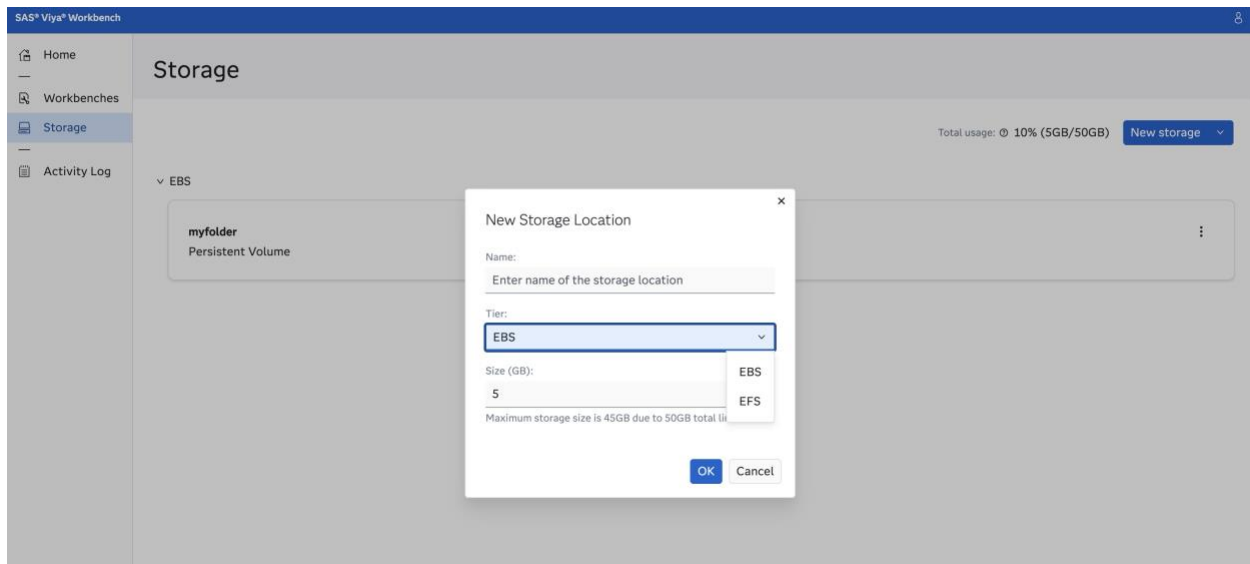 SAS® Viya® Workbench
Home
Workbenches
Storage
Activity Log
Storage
Total usage: 10% (5GB/50GB)
New storage
EBS
myfolder
Persistent Volume
New Storage Location
Name:
Enter name of the storage location
Tier:
EBS
EBS
EFS
Size (GB):
5
Maximum storage size is 45GB due to 50GB total
OK Cancel